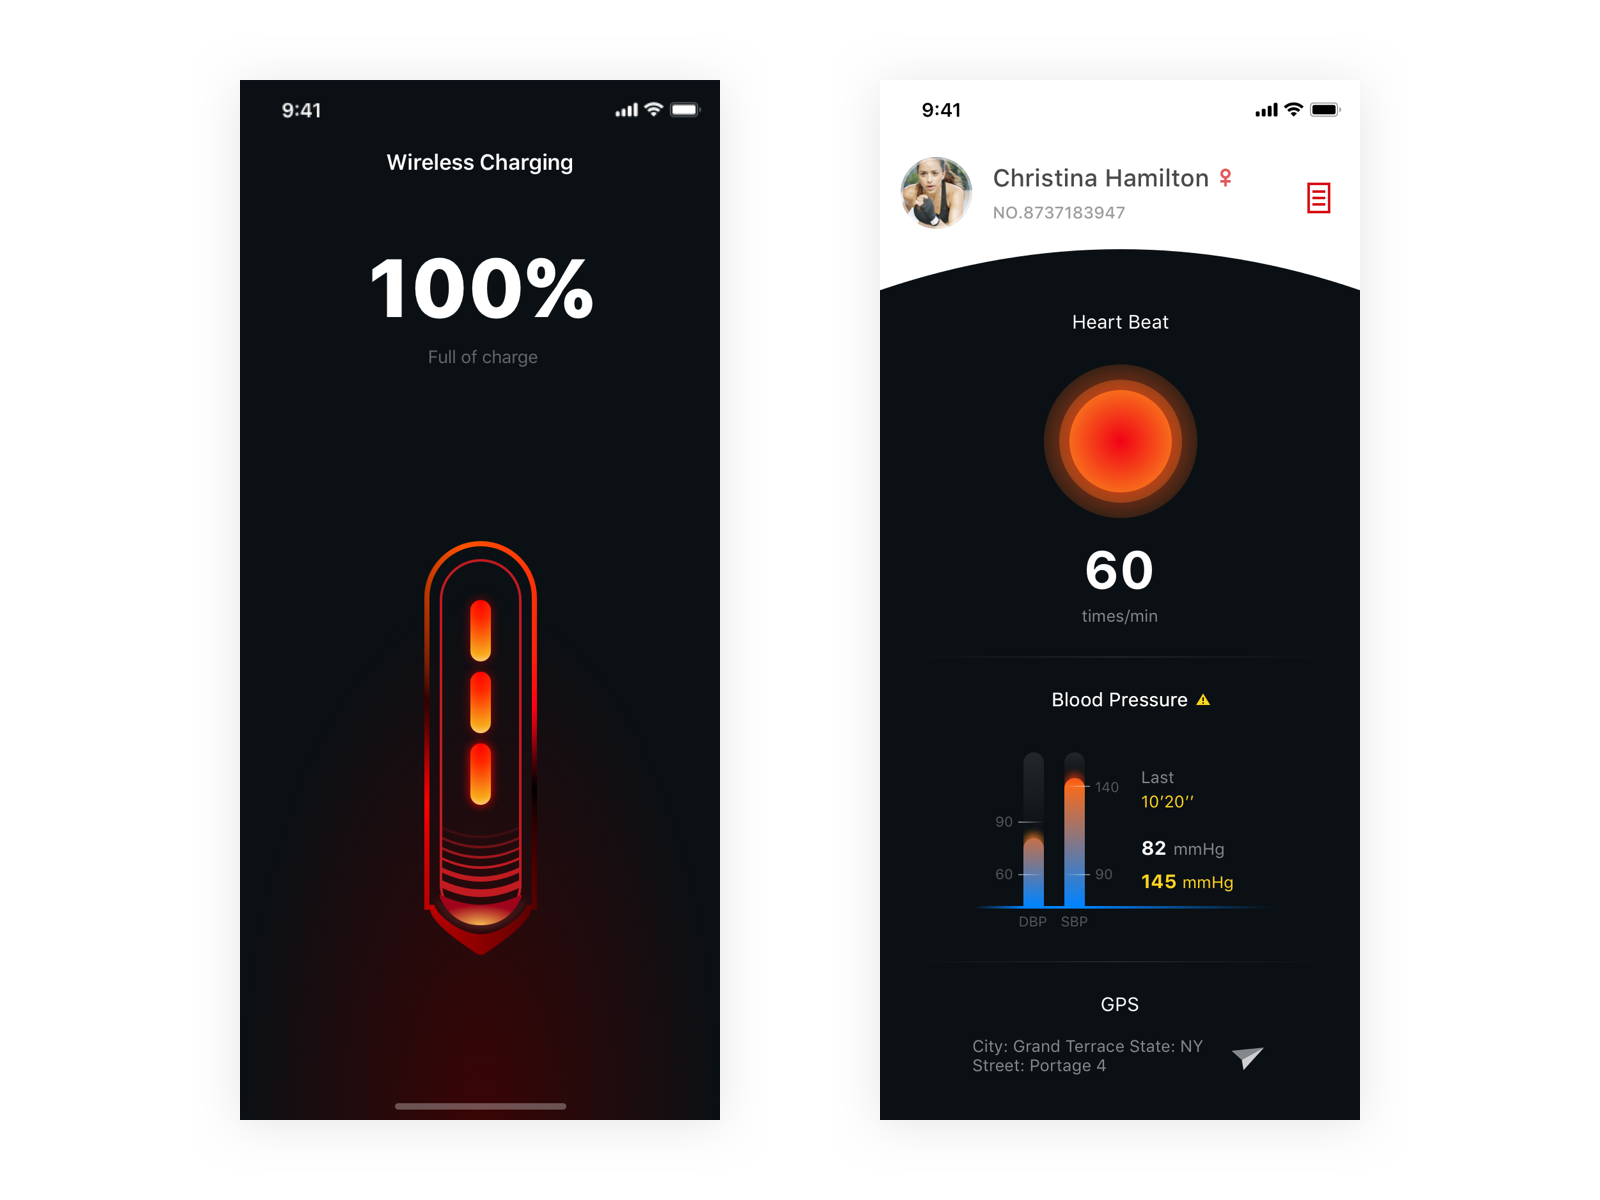 9:41
Wireless Charging
100%
Full of charge
9:41
Christina Hamilton
NO.8737183947
Heart Beat
60
times/min
Blood Pressure
140
90
60
90
DBP SBP
Last
10'20''
82 mmHg
145 mmHg
GPS
City: Grand Terrace State: NY
Street: Portage 4